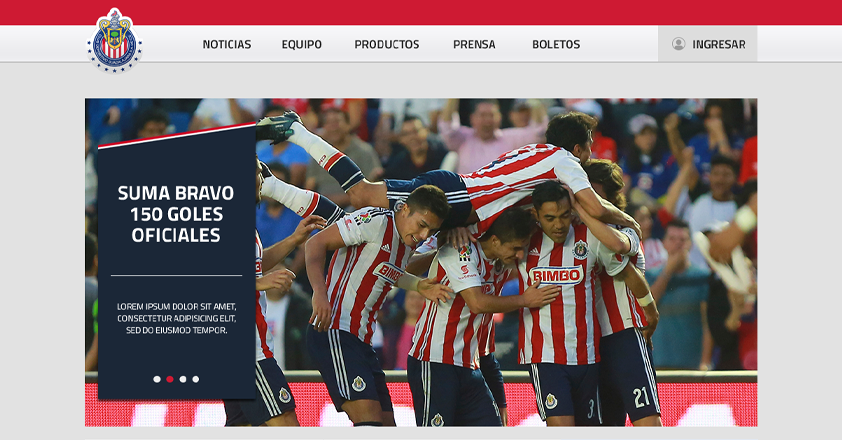 NOTICIAS
EQUIPO
PRODUCTOS
PRENSA
BOLETOS
INGRESAR
SUMA BRAVO
150 GOLES
OFICIALES
LOREM IPSUM DOLOR SIT AMET,
CONSECTETUR ADIPISICING ELIT,
SED DO EIUSMOD TEMPOR.
BIMBO
BIMBO
3
21